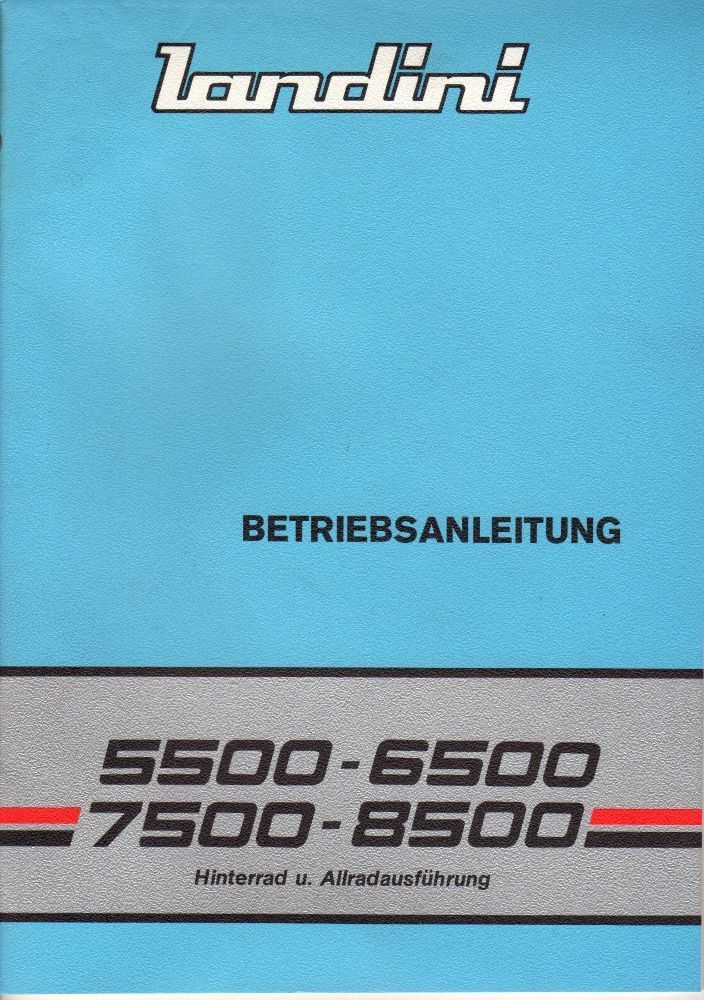 Landini
BETRIEBSANLEITUNG
5500-6500
7500-8500
Hinterrad u. Allradausführung